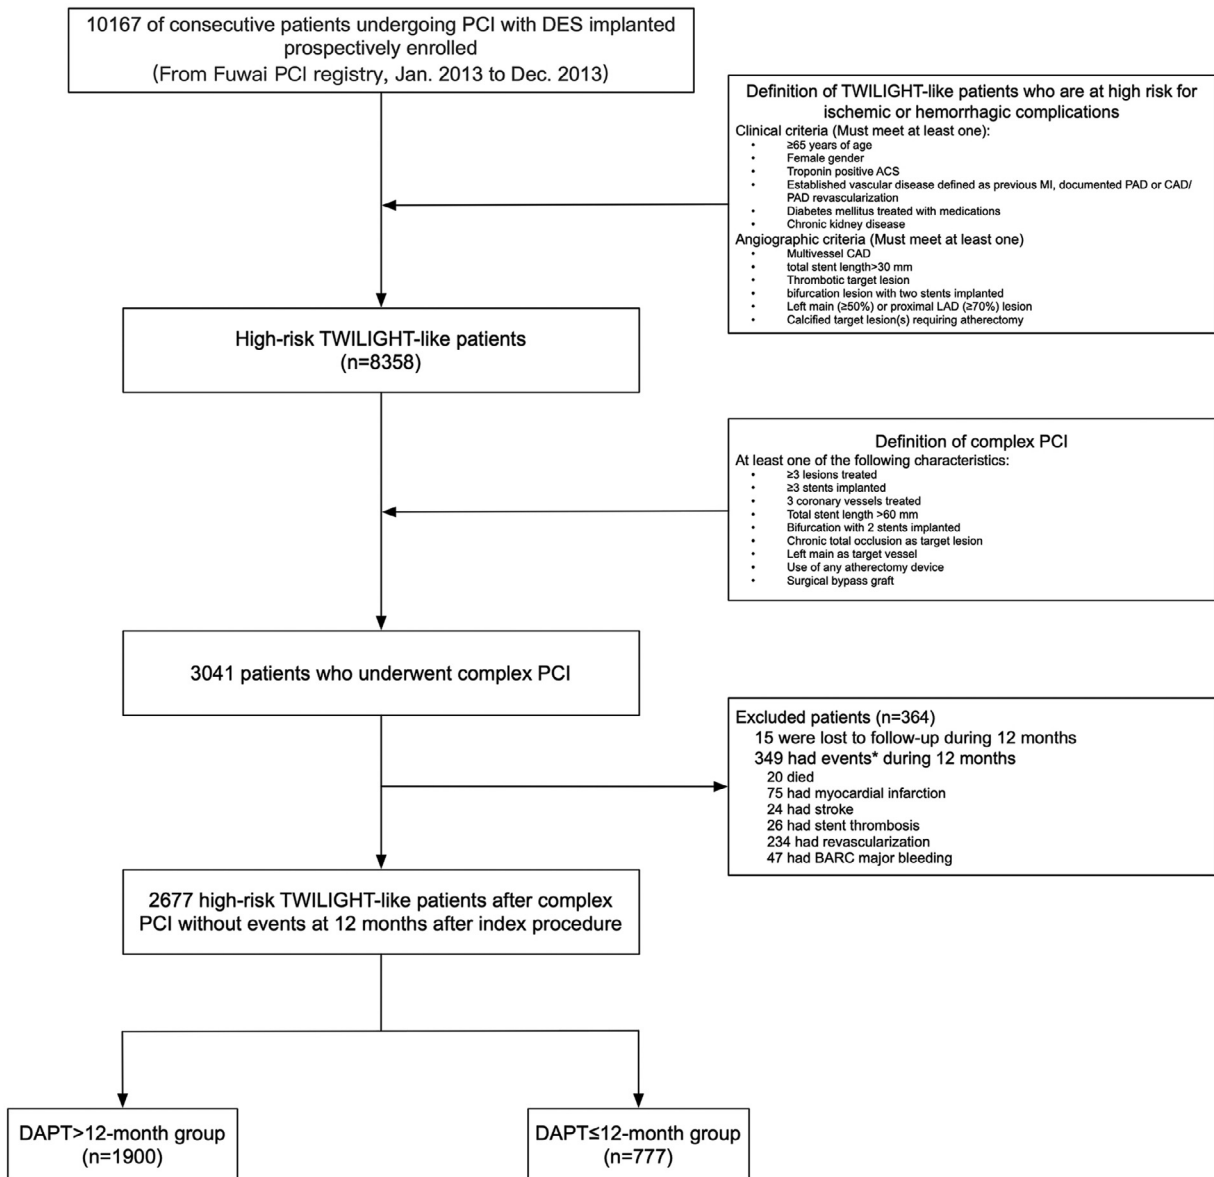 10167 of consecutive patients undergoing PCI with DES implanted
prospectively enrolled
(From Fuwai PCI registry, Jan. 2013 to Dec. 2013)
Definition of TWILIGHT-like patients who are at high risk for
ischemic or hemorrhagic complications
Clinical criteria (Must meet at least one):
• ≥65 years of age
• Female gender
• Troponin positive ACS
• Established vascular disease defined as previous MI, documented PAD or CAD/
PAD revascularization
• Diabetes mellitus treated with medications
• Chronic kidney disease
Angiographic criteria (Must meet at least one)
• Multivessel CAD
• total stent length>30 mm
• Thrombotic target lesion
• bifurcation lesion with two stents implanted
• Left main (≥50%) or proximal LAD (≥70%) lesion
• Calcified target lesion(s) requiring atherectomy
High-risk TWILIGHT-like patients
(n=8358)
Definition of complex PCI
At least one of the following characteristics:
• ≥3 lesions treated
• ≥3 stents implanted
• 3 coronary vessels treated
• Total stent length >60 mm
• Bifurcation with 2 stents implanted
• Chronic total occlusion as target lesion
• Left main as target vessel
• Use of any atherectomy device
• Surgical bypass graft
3041 patients who underwent complex PCI
Excluded patients (n=364)
15 were lost to follow-up during 12 months
349 had events* during 12 months
20 died
75 had myocardial infarction
24 had stroke
26 had stent thrombosis
234 had revascularization
47 had BARC major bleeding
2677 high-risk TWILIGHT-like patients after complex
PCI without events at 12 months after index procedure
DAPT>12-month group
(n=1900)
DAPT≤12-month group
(n=777)